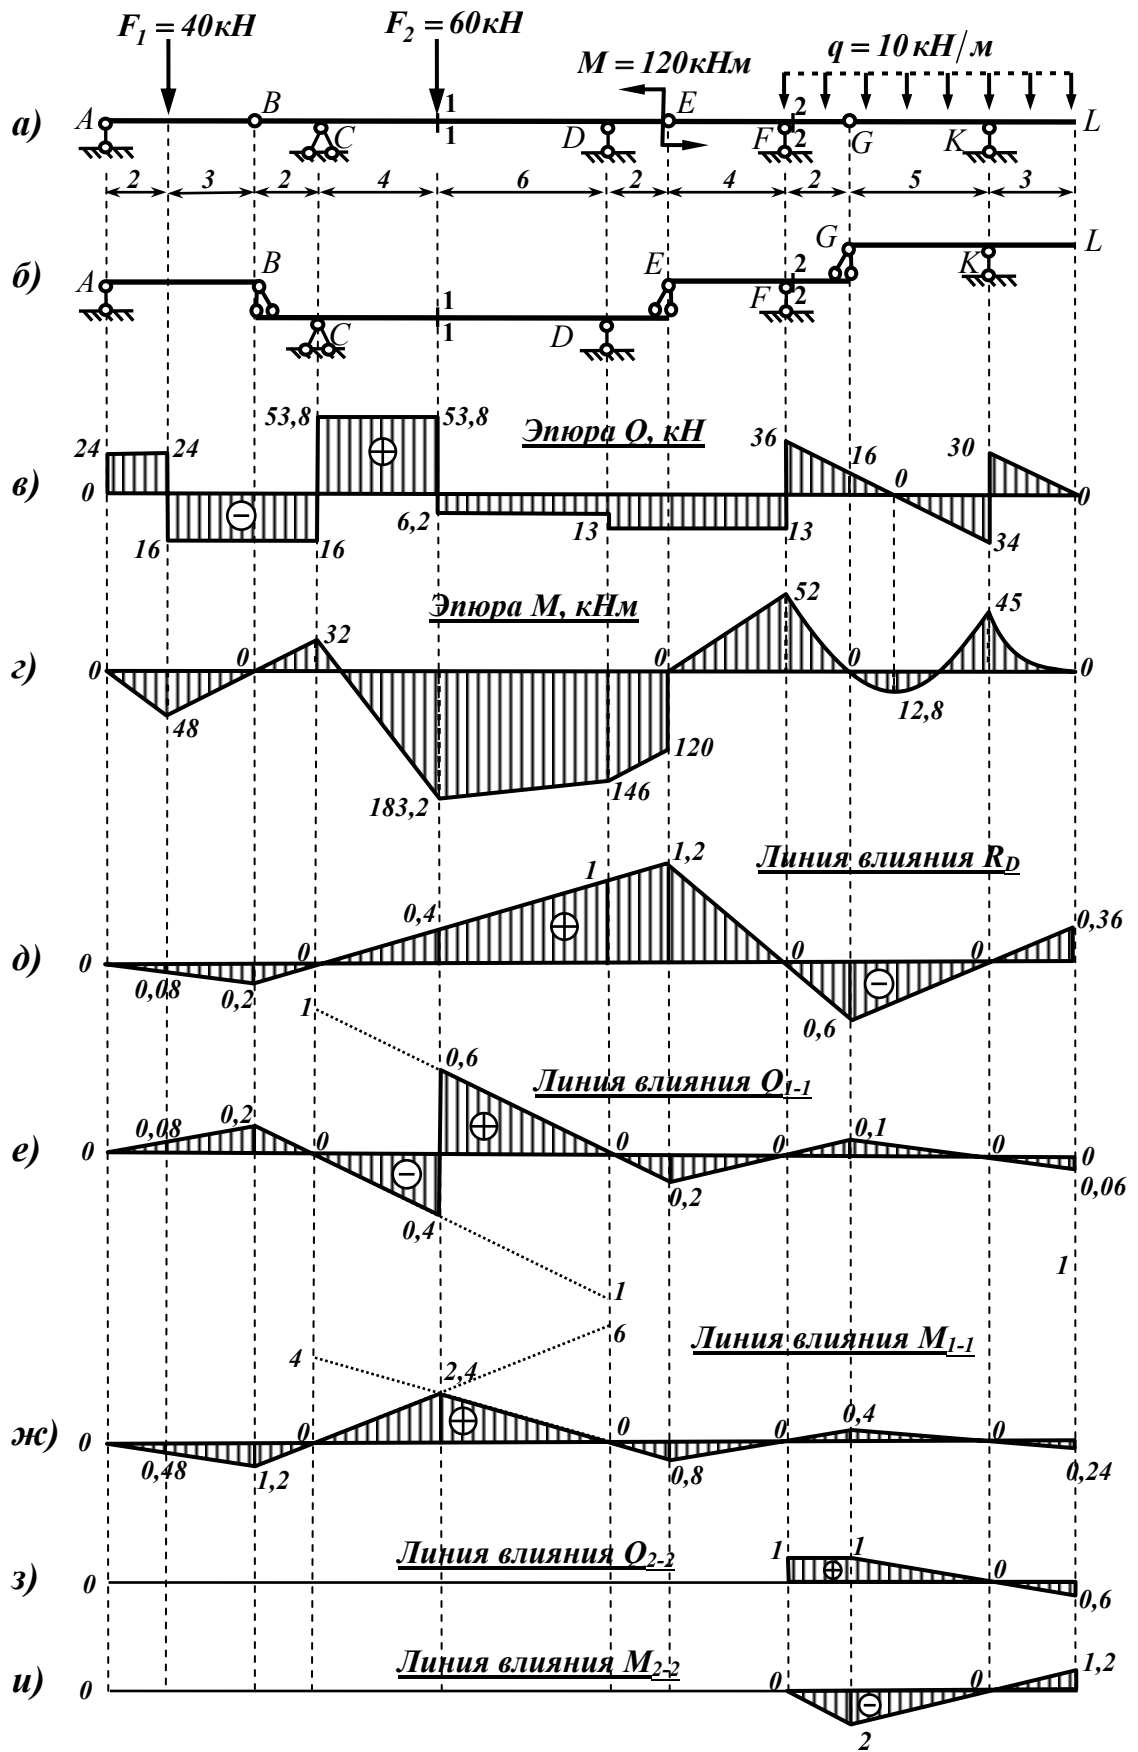 F₁ = 40кН F₂ = 60кН M = 120кНм q = 10 кН/м
а) A B C 1 1 D E F 2 2 G K L
2 3 2 4 6 2 4 2 5 3
б) A B C 1 1 D E F 2 2 G K L
Эпюра Q, кН
в) 0 24 24 16 16 53,8 53,8 6,2 13 13 36 16 0 34 30 0
Эпюра М, кНм
г) 0 48 0 32 183,2 146 120 0 52 0 12,8 45 0
Линия влияния R_D
д) 0 0,08 0,2 0 0,4 1 1,2 0 0,6 0 0,36
Линия влияния Q₁₋₁
е) 0 0,08 0,2 0 1 0,4 0,6 1 0 0,2 0 0,1 0 0 0,06
1
Линия влияния M₁₋₁
ж) 0 0,48 1,2 0 4 2,4 6 0 0,8 0 0,4 0 0,24
Линия влияния Q₂₋₂
з) 0 1 1 0 0,6
Линия влияния M₂₋₂
и) 0 0 2 0 1,2